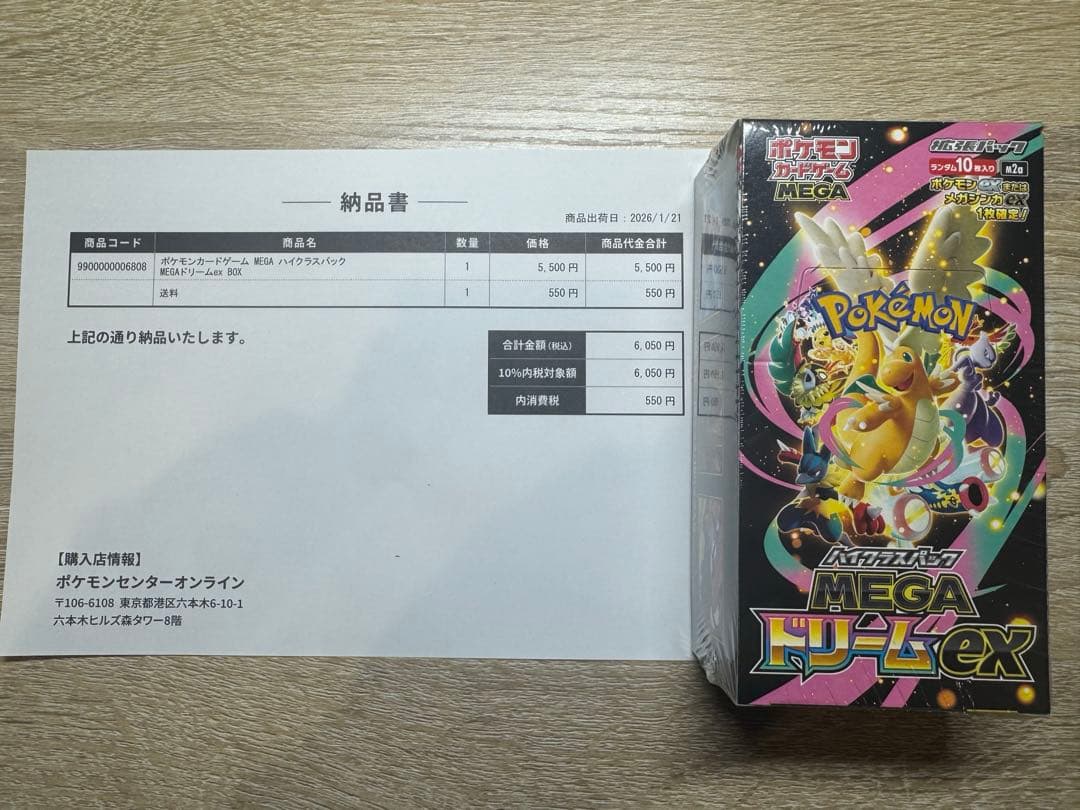 納品書
商品出荷日：2026/1/21
商品コード 商品名 数量 価格 商品代金合計
9900000006808 ポケモンカードゲーム MEGA ハイクラスパック 1 5,500 円 5,500 円
MEGAドリームex BOX
送料 1 550 円 550 円
上記の通り納品いたします。
合計金額(税込) 6,050 円
10%内税対象額 6,050 円
内消費税 550 円
【購入店情報】
ポケモンセンターオンライン
〒106-6108 東京都港区六本木6-10-1
六本木ヒルズ森タワー8階
ポケモン
カードゲーム
MEGA
拡張パック
ランダム10枚入り m2a
ポケモンexまたは
メガシンカex
1枚確定!
POKéMON
ハイクラスパック
MEGA
ドリームex